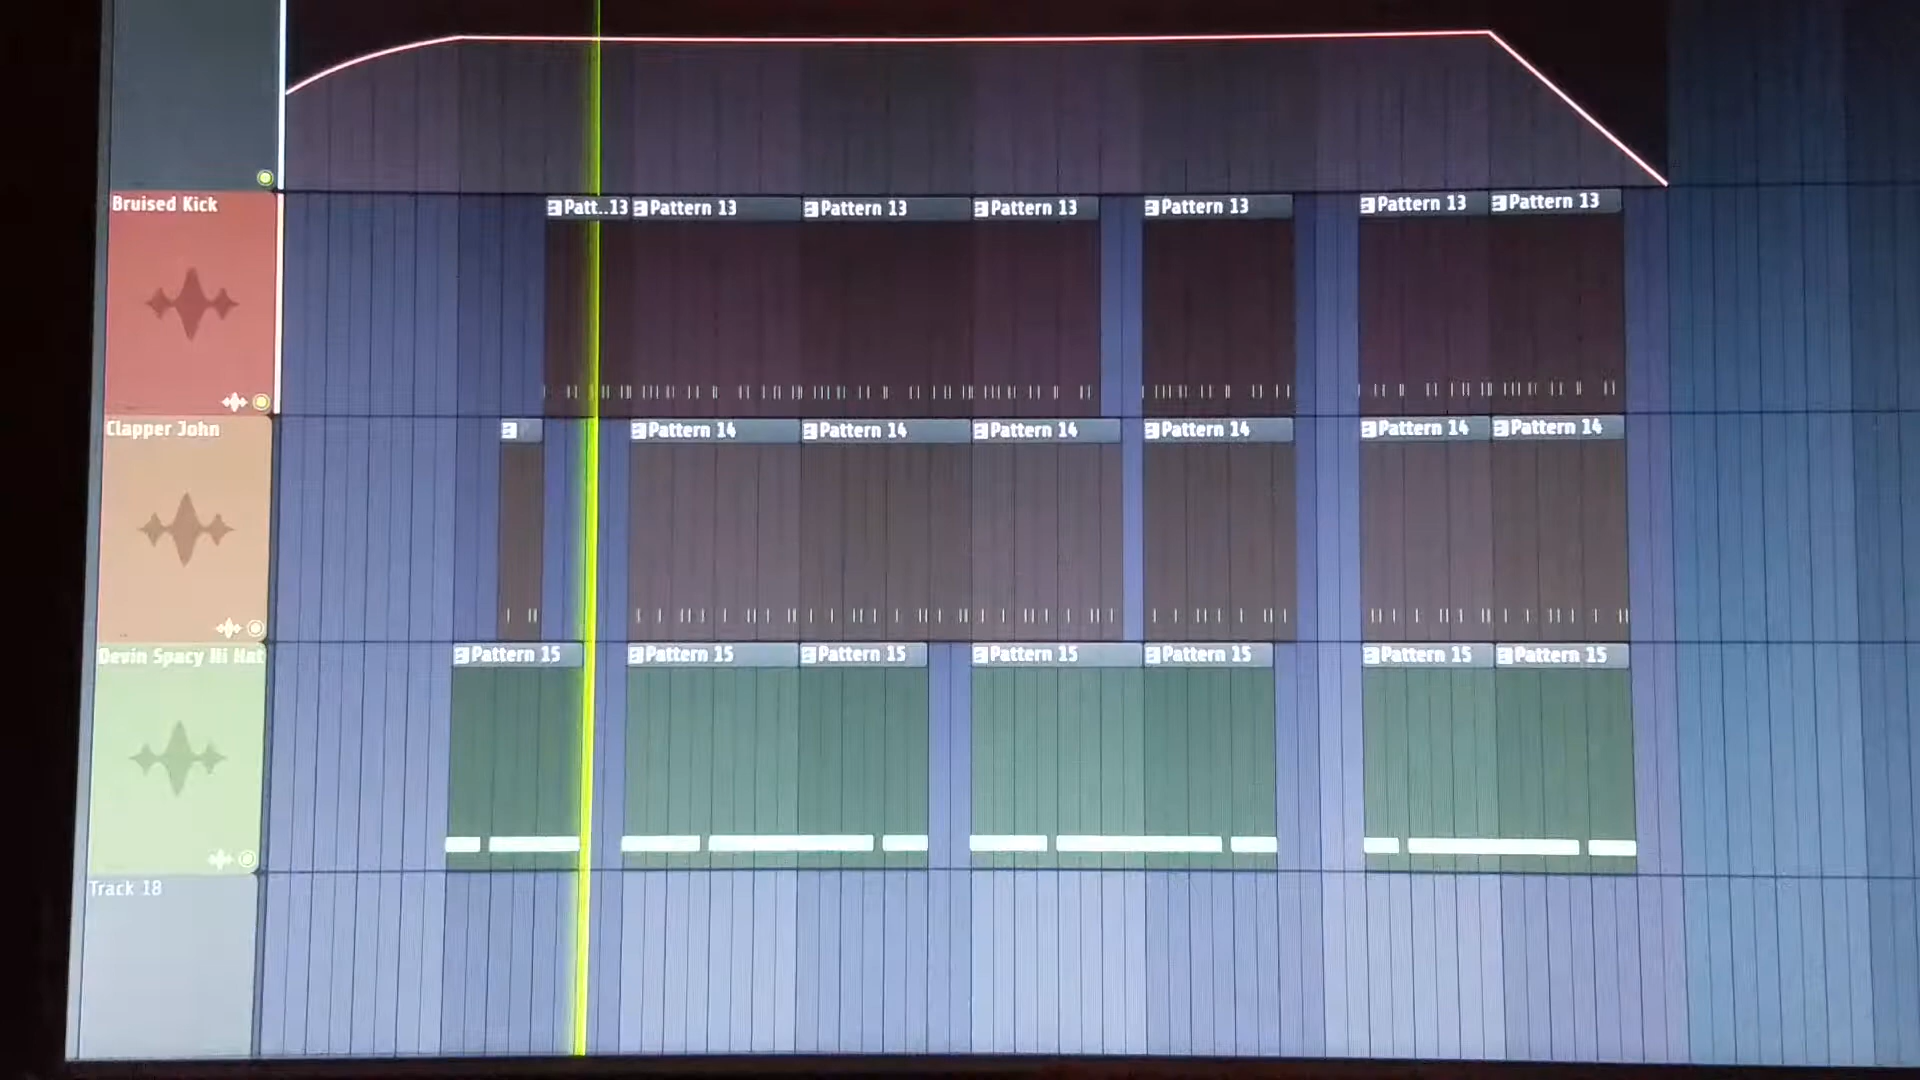 Bruised Kick
Patt..13 Pattern 13 Pattern 13 Pattern 13 Pattern 13 Pattern 13 Pattern 13
Clapper John
Pattern 14 Pattern 14 Pattern 14 Pattern 14 Pattern 14 Pattern 14
Devin Spacy Hi Hat
Pattern 15 Pattern 15 Pattern 15 Pattern 15 Pattern 15 Pattern 15 Pattern 15
Track 18